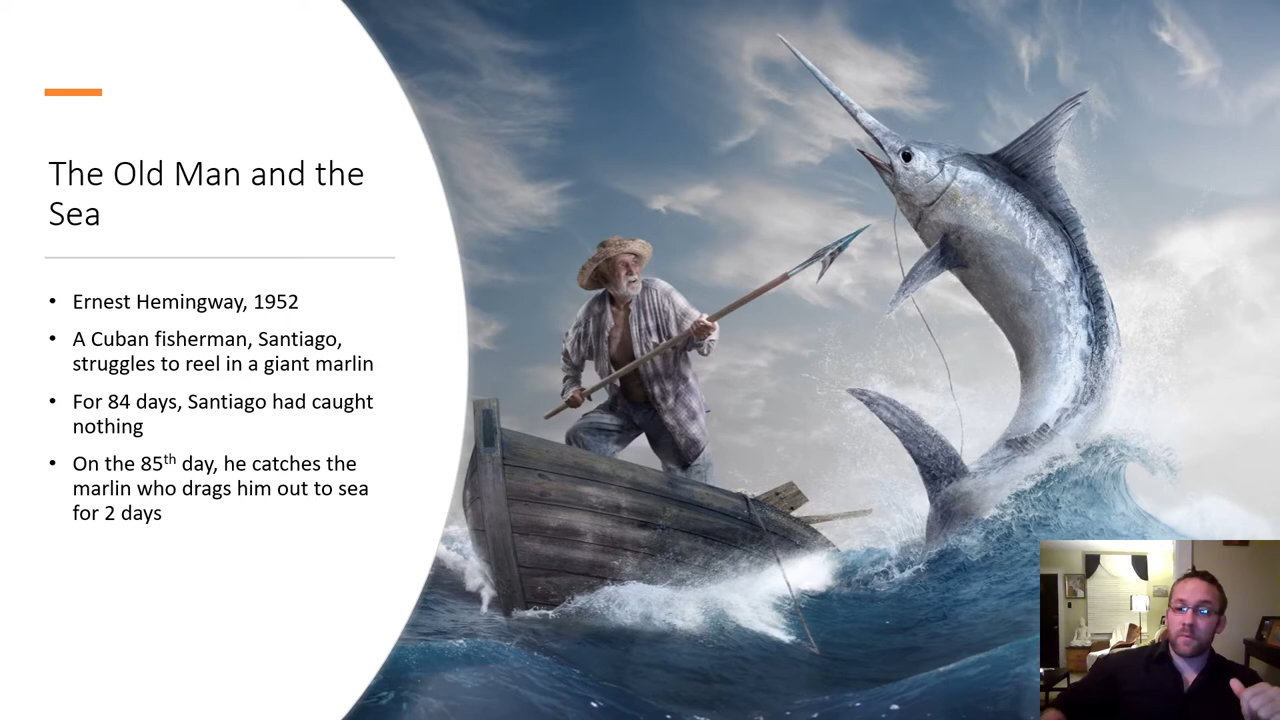 The Old Man and the
Sea
• Ernest Hemingway, 1952
• A Cuban fisherman, Santiago,
struggles to reel in a giant marlin
• For 84 days, Santiago had caught
nothing
• On the 85th day, he catches the
marlin who drags him out to sea
for 2 days